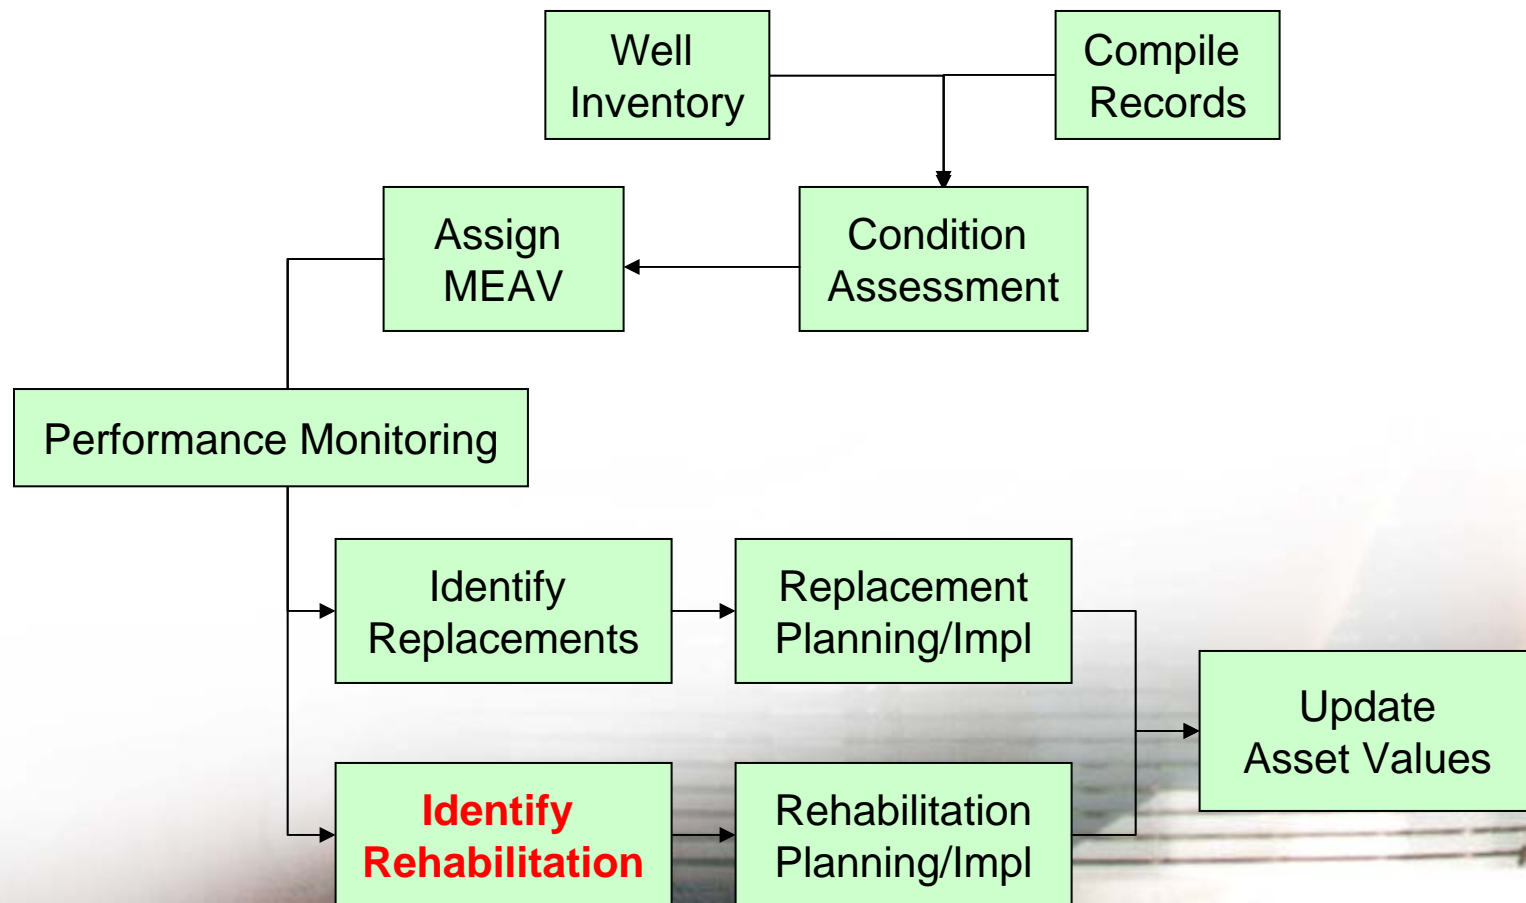 Well
Inventory
Compile
Records
Assign
MEAV
Condition
Assessment
Performance Monitoring
Identify
Replacements
Replacement
Planning/Impl
Update
Asset Values
Identify
Rehabilitation
Rehabilitation
Planning/Impl